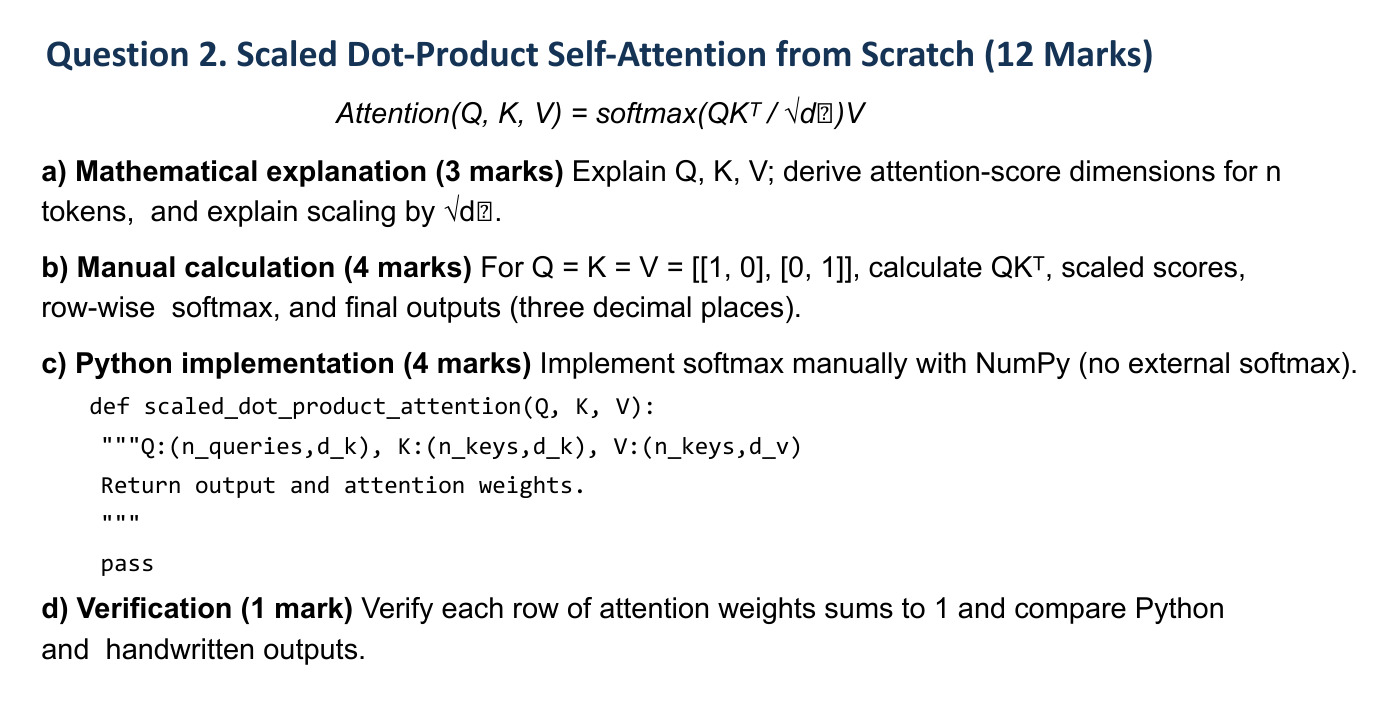 Question 2. Scaled Dot-Product Self-Attention from Scratch (12 Marks)
Attention(Q, K, V) = softmax(QKᵀ / √d⍰)V
a) Mathematical explanation (3 marks) Explain Q, K, V; derive attention-score dimensions for n
tokens,  and explain scaling by √d⍰.
b) Manual calculation (4 marks) For Q = K = V = [[1, 0], [0, 1]], calculate QKᵀ, scaled scores,
row-wise  softmax, and final outputs (three decimal places).
c) Python implementation (4 marks) Implement softmax manually with NumPy (no external softmax).
def scaled_dot_product_attention(Q, K, V):
"""Q:(n_queries,d_k), K:(n_keys,d_k), V:(n_keys,d_v)
Return output and attention weights.
"""
pass
d) Verification (1 mark) Verify each row of attention weights sums to 1 and compare Python
and  handwritten outputs.